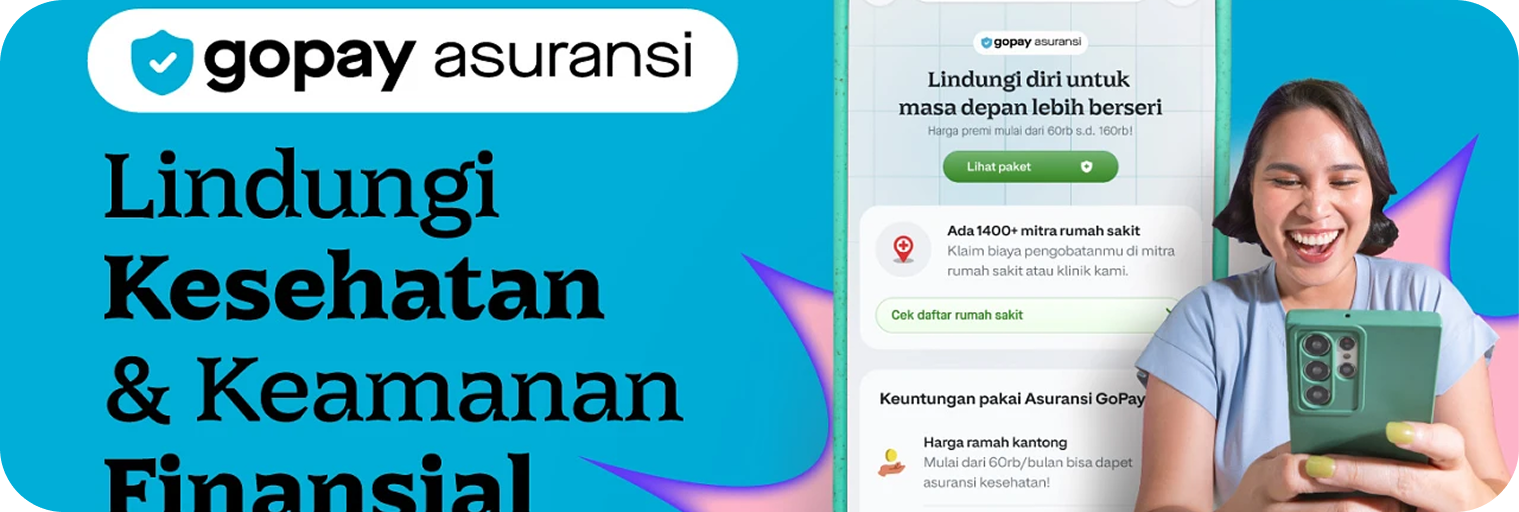 gopay asuransi
Lindungi
Kesehatan
& Keamanan
Finansial
gopay asuransi
Lindungi diri untuk
masa depan lebih berseri
Harga premi mulai dari 60rb s.d. 160rb!
Lihat paket
Ada 1400+ mitra rumah sakit
Klaim biaya pengobatanmu di mitra
rumah sakit atau klinik kami.
Cek daftar rumah sakit
Keuntungan pakai Asuransi GoPay
Harga ramah kantong
Mulai dari 60rb/bulan bisa dapet
asuransi kesehatan!